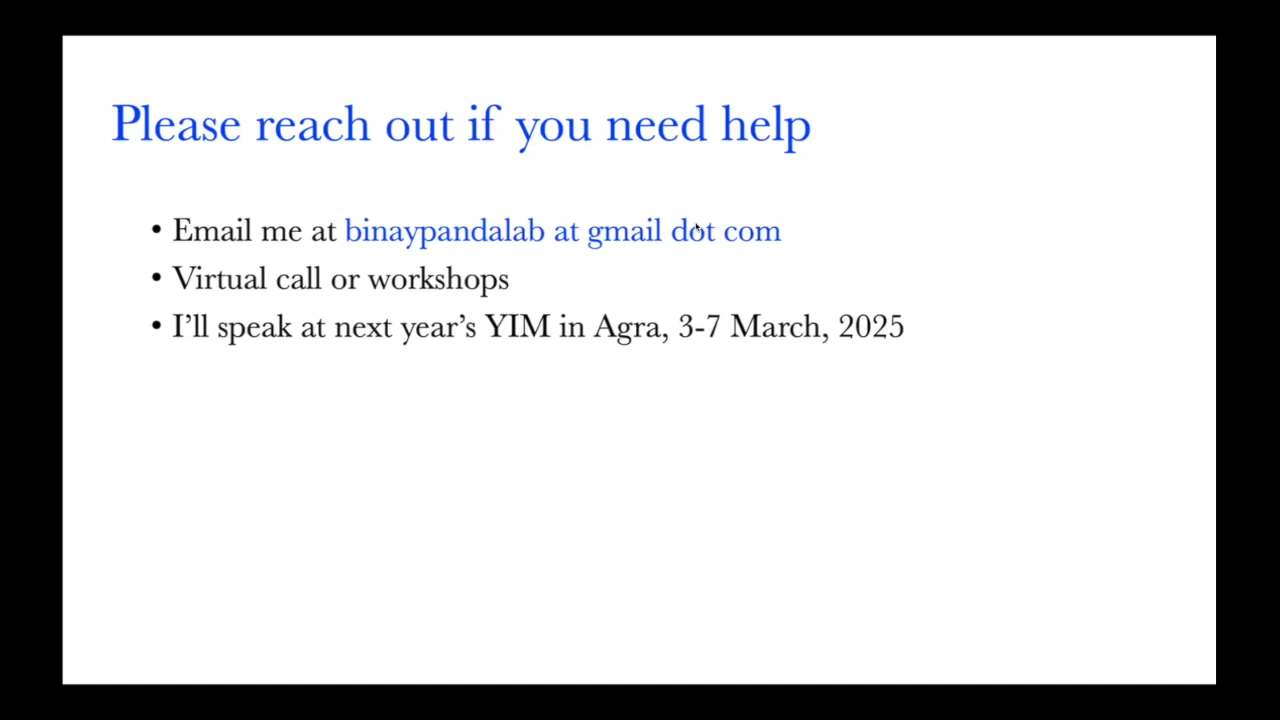 Please reach out if you need help
• Email me at binaypandalab at gmail dot com
• Virtual call or workshops
• I’ll speak at next year’s YIM in Agra, 3-7 March, 2025